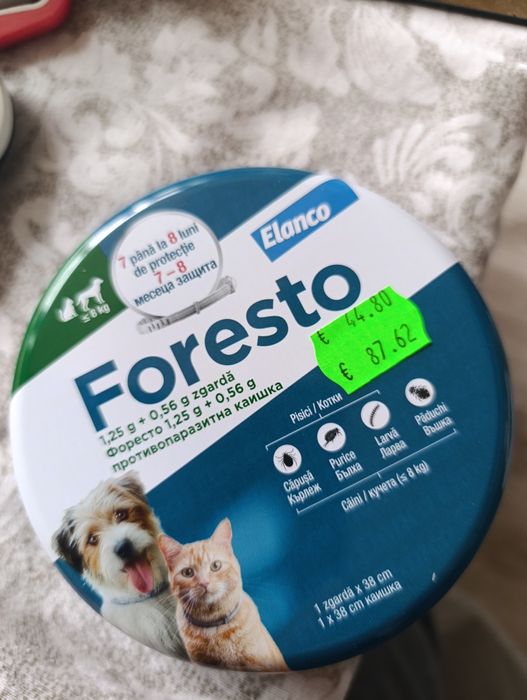 Elanco
7 până la 8 luni
de protecție
7 – 8
месеца защита
≤ 8 kg
Foresto
€ 44.80
€ 87.62
1,25 g + 0,56 g zgardă
Форесто 1,25 g + 0,56 g
противопаразитна каишка
Pisici / Котки
Căpușă
Кърлеж
Purice
Бълха
Larvă
Ларва
Păduchi
Въшка
Câini / кучета (≤ 8 kg)
1 zgardă x 38 cm
1 x 38 cm каишка